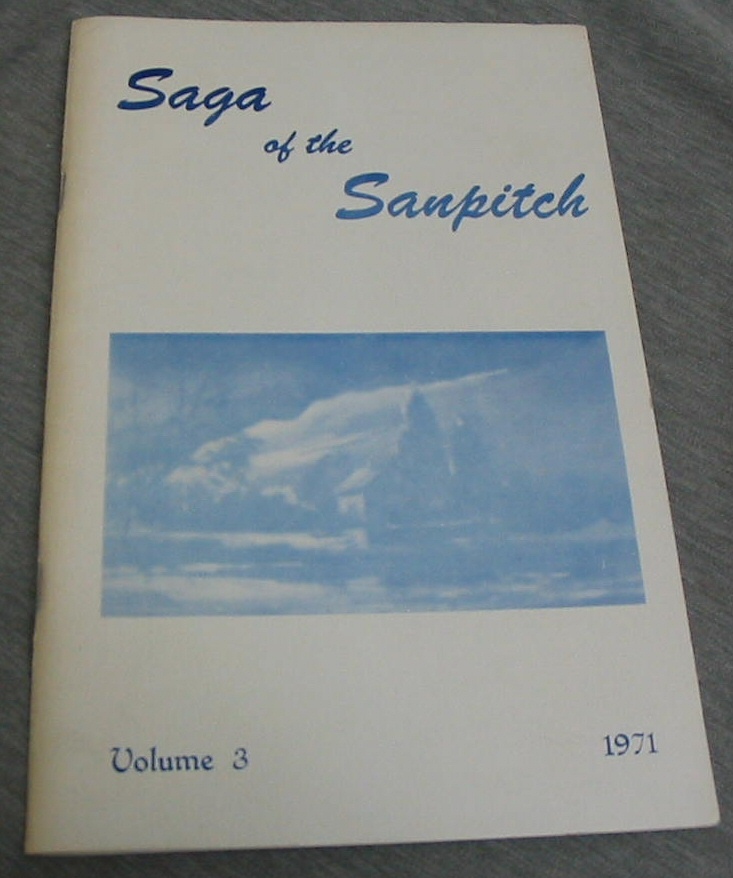 Saga
of the
Sanpitch
Volume 3
1971